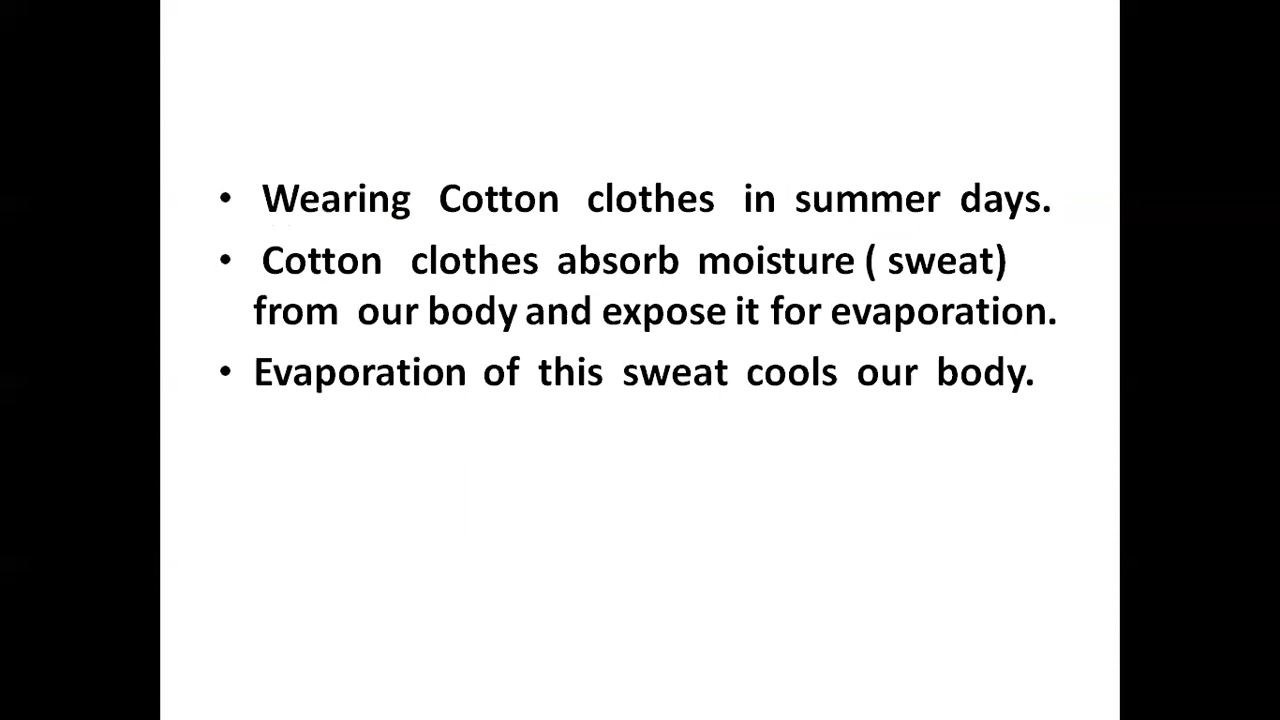 • Wearing Cotton clothes in summer days.
• Cotton clothes absorb moisture ( sweat)
from our body and expose it for evaporation.
• Evaporation of this sweat cools our body.